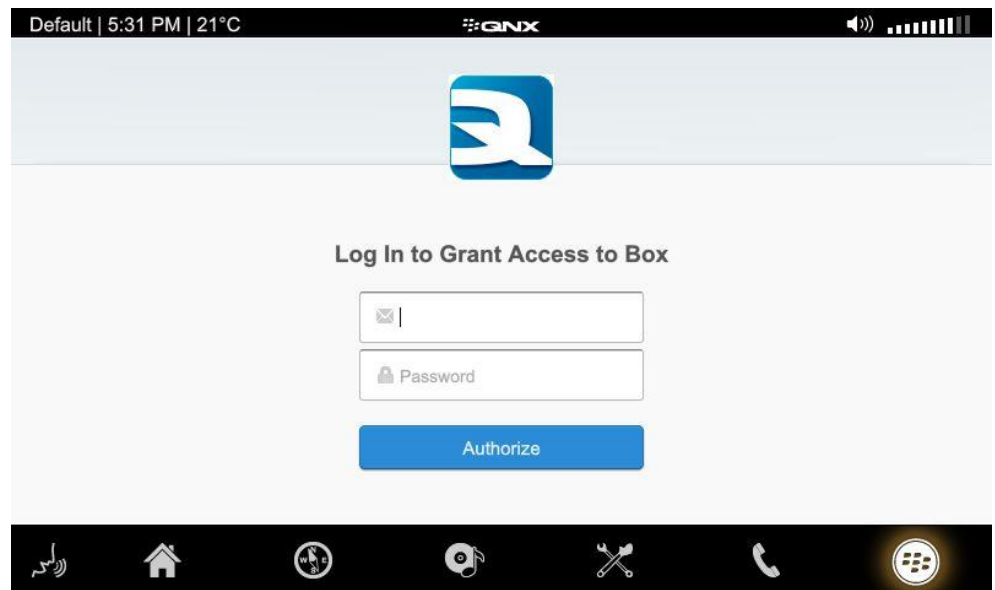 Default | 5:31 PM | 21°C
QNX
Log In to Grant Access to Box
Password
Authorize
W E
S